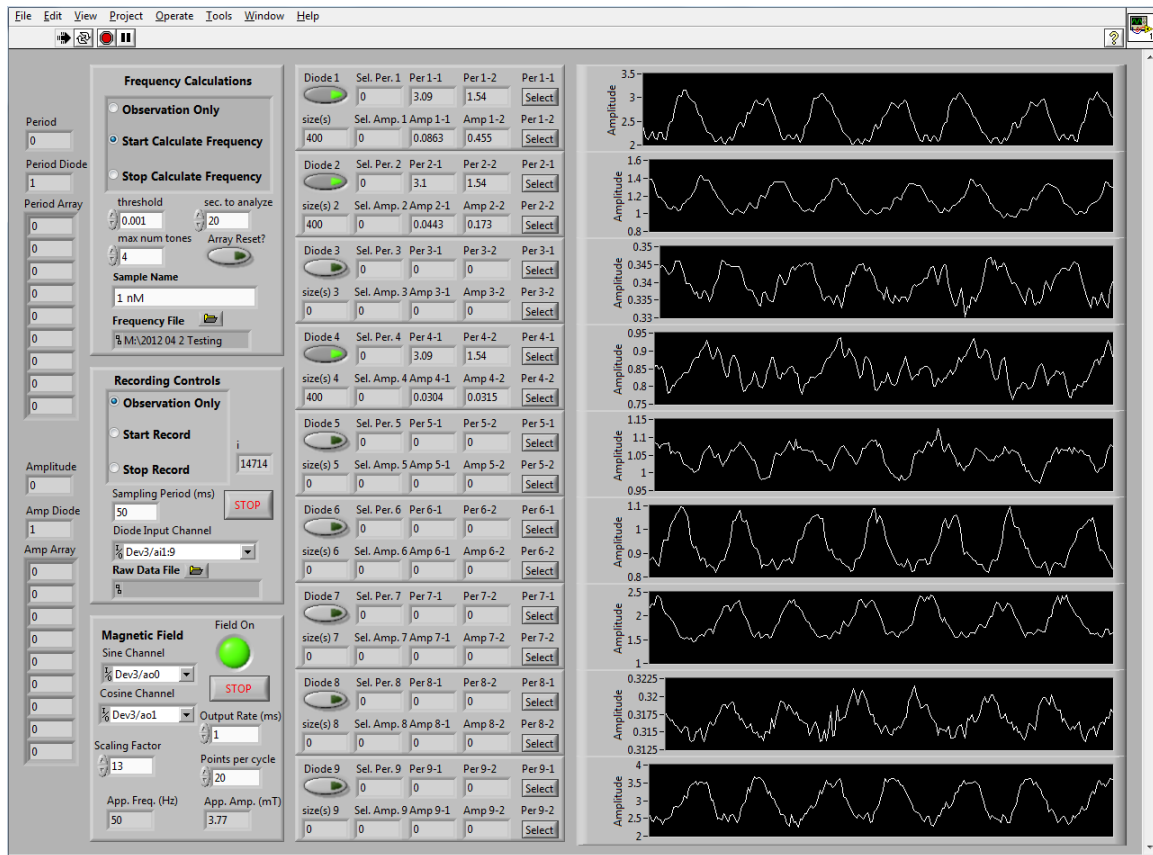 File Edit View Project Operate Tools Window Help
Period
0
Period Diode
1
Period Array
0
0
0
0
0
0
0
0
0
Amplitude
0
Amp Diode
1
Amp Array
0
0
0
0
0
0
0
0
0
Frequency Calculations
Observation Only
Start Calculate Frequency
Stop Calculate Frequency
threshold sec. to analyze
0.001 20
max num tones Array Reset?
4
Sample Name
1 nM
Frequency File
M:\2012 04 2 Testing
Recording Controls
Observation Only
Start Record
i
Stop Record 14714
Sampling Period (ms)
50 STOP
Diode Input Channel
Dev3/ai1:9
Raw Data File
Field On
Magnetic Field
Sine Channel
Dev3/ao0 STOP
Cosine Channel
Dev3/ao1 Output Rate (ms)
1
Scaling Factor Points per cycle
13 20
App. Freq. (Hz) App. Amp. (mT)
50 3.77
Diode 1 Sel. Per. 1 Per 1-1 Per 1-2 Per 1-1
0 3.09 1.54 Select
size(s) Sel. Amp. 1 Amp 1-1 Amp 1-2 Per 1-2
400 0 0.0863 0.455 Select
Diode 2 Sel. Per. 2 Per 2-1 Per 2-2 Per 2-1
0 3.1 1.54 Select
size(s) 2 Sel. Amp. 2 Amp 2-1 Amp 2-2 Per 2-2
400 0 0.0443 0.173 Select
Diode 3 Sel. Per. 3 Per 3-1 Per 3-2 Per 3-1
0 0 0 Select
size(s) 3 Sel. Amp. 3 Amp 3-1 Amp 3-2 Per 3-2
0 0 0 0 Select
Diode 4 Sel. Per. 4 Per 4-1 Per 4-2 Per 4-1
0 3.09 1.54 Select
size(s) 4 Sel. Amp. 4 Amp 4-1 Amp 4-2 Per 4-2
400 0 0.0304 0.0315 Select
Diode 5 Sel. Per. 5 Per 5-1 Per 5-2 Per 5-1
0 0 0 Select
size(s) 5 Sel. Amp. 5 Amp 5-1 Amp 5-2 Per 5-2
0 0 0 0 Select
Diode 6 Sel. Per. 6 Per 6-1 Per 6-2 Per 6-1
0 0 0 Select
size(s) 6 Sel. Amp. 6 Amp 6-1 Amp 6-2 Per 6-2
0 0 0 0 Select
Diode 7 Sel. Per. 7 Per 7-1 Per 7-2 Per 7-1
0 0 0 Select
size(s) 7 Sel. Amp. 7 Amp 7-1 Amp 7-2 Per 7-2
0 0 0 0 Select
Diode 8 Sel. Per. 8 Per 8-1 Per 8-2 Per 8-1
0 0 0 Select
size(s) 8 Sel. Amp. 8 Amp 8-1 Amp 8-2 Per 8-2
0 0 0 0 Select
Diode 9 Sel. Per. 9 Per 9-1 Per 9-2 Per 9-1
0 0 0 Select
size(s) 9 Sel. Amp. 9 Amp 9-1 Amp 9-2 Per 9-2
0 0 0 0 Select
Amplitude
3.5
3
2.5
2
Amplitude
1.6
1.4
1.2
1
0.8
Amplitude
0.35
0.345
0.34
0.335
0.33
Amplitude
0.95
0.9
0.85
0.8
0.75
Amplitude
1.15
1.1
1.05
1
0.95
Amplitude
1.1
1
0.9
0.8
Amplitude
2.5
2
1.5
1
Amplitude
0.3225
0.32
0.3175
0.315
0.3125
Amplitude
4
3.5
3
2.5
2